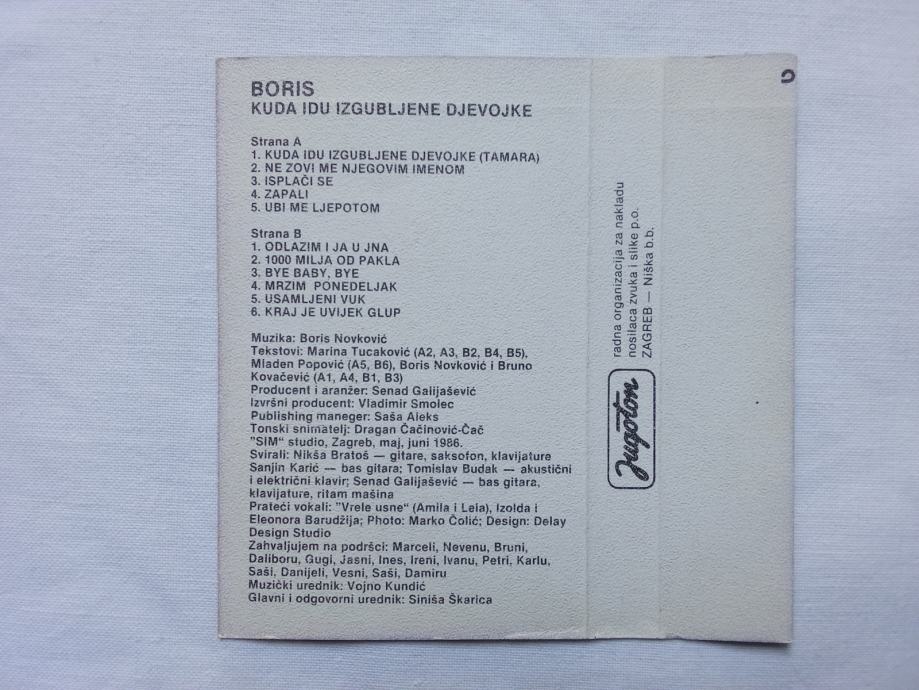 BORIS
KUDA IDU IZGUBLJENE DJEVOJKE
Strana A
1. KUDA IDU IZGUBLJENE DJEVOJKE (TAMARA)
2. NE ZOVI ME NJEGOVIM IMENOM
3. ISPLAČI SE
4. ZAPALI
5. UBI ME LJEPOTOM
Strana B
1. ODLAZIM I JA U JNA
2. 1000 MILJA OD PAKLA
3. BYE BABY, BYE
4. MRZIM PONEDELJAK
5. USAMLJENI VUK
6. KRAJ JE UVIJEK GLUP
Muzika: Boris Novković
Tekstovi: Marina Tucaković (A2, A3, B2, B4, B5),
Mladen Popović (A5, B6), Boris Novković i Bruno
Kovačević (A1, A4, B1, B3)
Producent i aranžer: Senad Galijašević
Izvršni producent: Vladimir Smolec
Publishing maneger: Saša Aleks
Tonski snimatelj: Dragan Čačinović-Čač
"SIM" studio, Zagreb, maj, juni 1986.
Svirali: Nikša Bratoš — gitare, saksofon, klavijature
Sanjin Karić — bas gitara; Tomislav Budak — akustični
i električni klavir; Senad Galijašević — bas gitara,
klavijature, ritam mašina
Prateći vokali: "Vrele usne" (Amila i Leia), Izolda i
Eleonora Barudžija; Photo: Marko Čolić; Design: Delay
Design Studio
Zahvaljujem na podršci: Marceli, Nevenu, Bruni,
Daliboru, Gugi, Jasni, Ines, Ireni, Ivanu, Petri, Karlu,
Saši, Danijeli, Vesni, Saši, Damiru
Muzički urednik: Vojno Kundić
Glavni i odgovorni urednik: Siniša Škarica
Jugoton
radna organizacija za nakladu
nosilaca zvuka i slike p.o.
ZAGREB — Niška b.b.